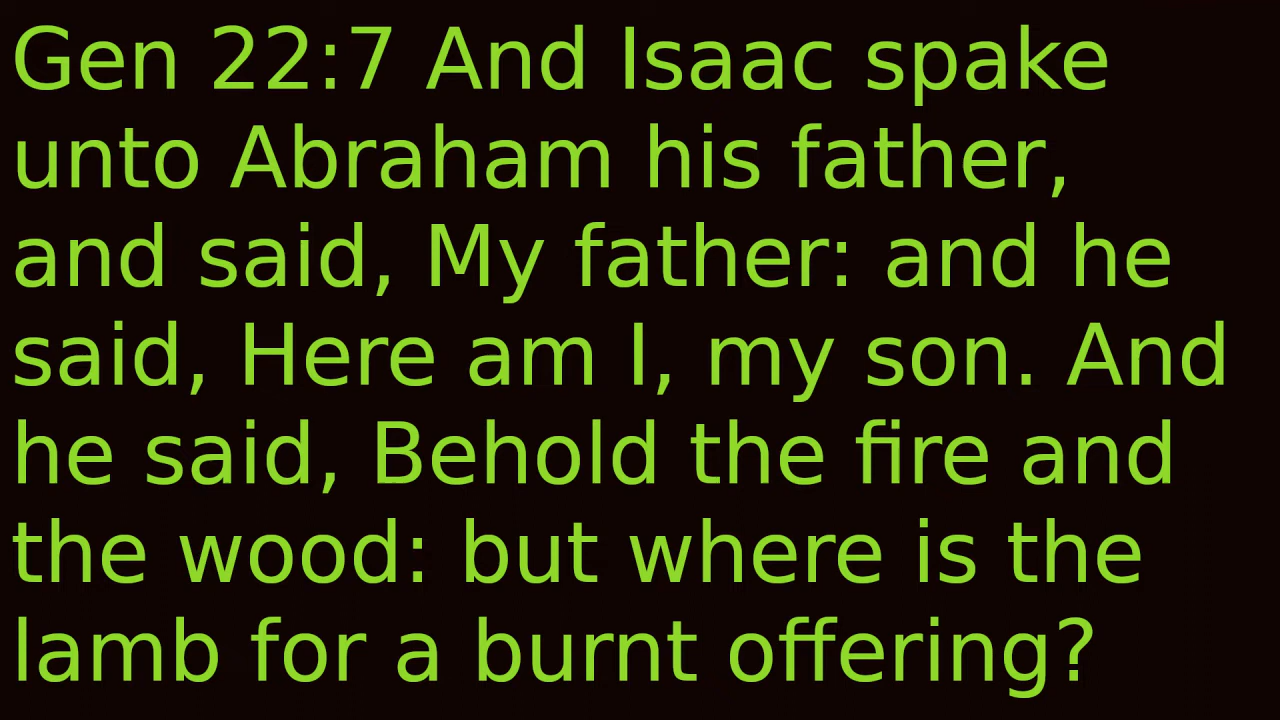 Gen 22:7 And Isaac spake
unto Abraham his father,
and said, My father: and he
said, Here am I, my son. And
he said, Behold the fire and
the wood: but where is the
lamb for a burnt offering?